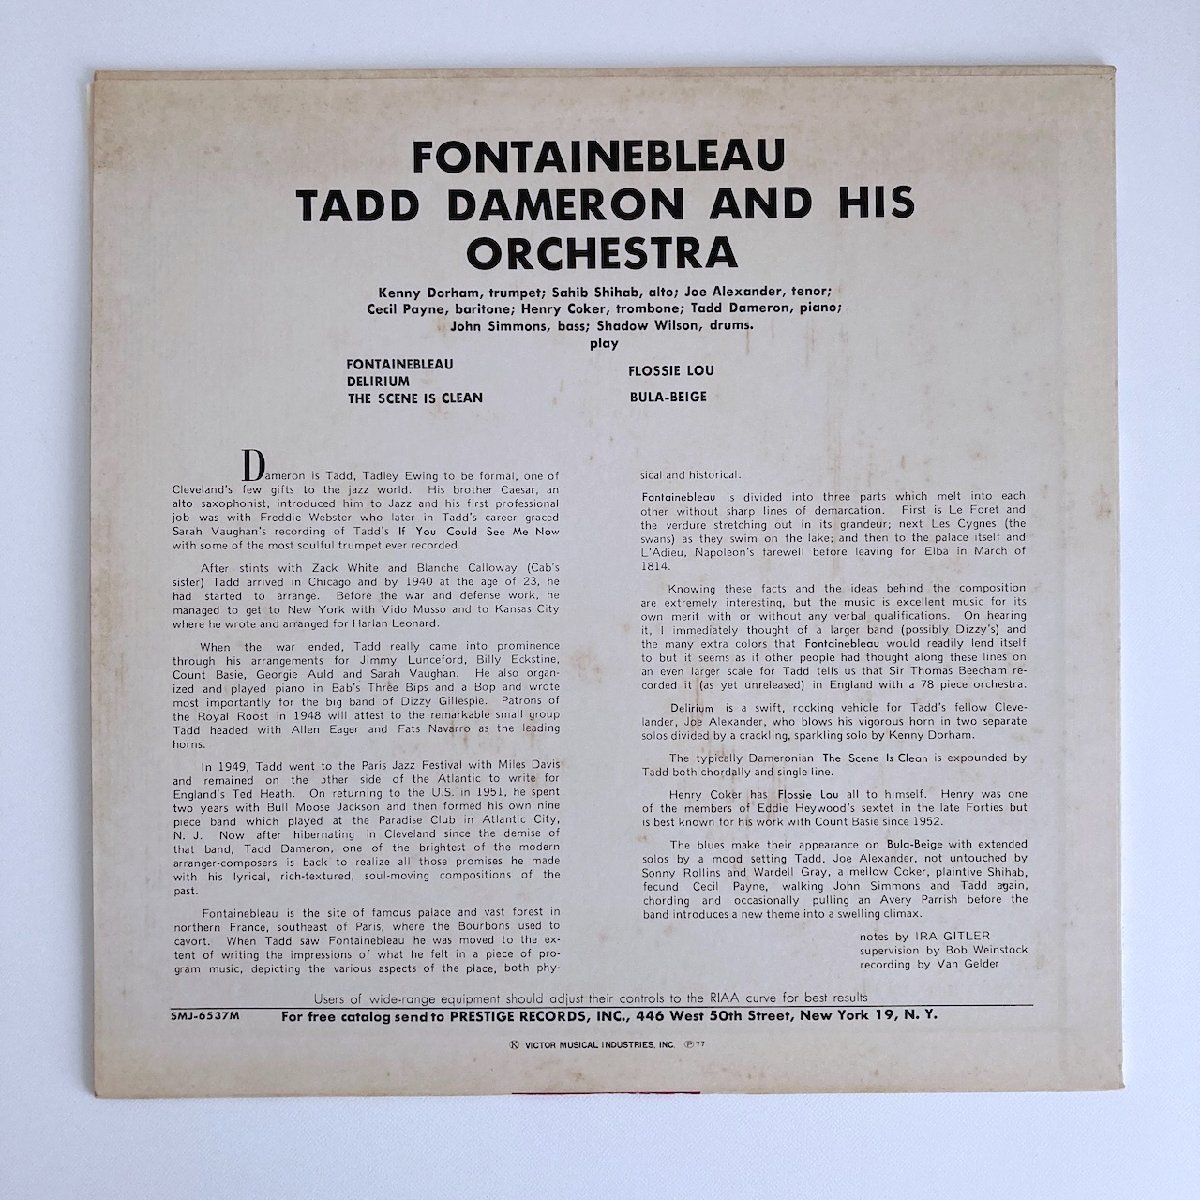 FONTAINEBLEAU
TADD DAMERON AND HIS
ORCHESTRA
Kenny Dorham, trumpet; Sahib Shihab, alto; Joe Alexander, tenor;
Cecil Payne, baritone; Henry Coker, trombone; Tadd Dameron, piano;
John Simmons, bass; Shadow Wilson, drums.
play
FONTAINEBLEAU
DELIRIUM
THE SCENE IS CLEAN
FLOSSIE LOU
BULA-BEIGE
Dameron is Tadd, Tadley Ewing to be formal, one of
Cleveland's few gifts to the jazz world. His brother Caesar, an
alto saxophonist, introduced him to Jazz and his first professional
job was with Freddie Webster who later in Tadd's career graced
Sarah Vaughan's recording of Tadd's If You Could See Me Now
with some of the most soulful trumpet ever recorded.
After stints with Zack White and Blanche Calloway (Cab's
sister) Tadd arrived in Chicago and by 1940 at the age of 23, he
had started to arrange. Before the war and defense work, he
managed to get to New York with Vido Musso and to Kansas City
where he wrote and arranged for Harlan Leonard.
When the war ended, Tadd really came into prominence
through his arrangements for Jimmy Lunceford, Billy Eckstine,
Count Basie, Georgie Auld and Sarah Vaughan. He also organ-
ized and played piano in Bab's Three Bips and a Bop and wrote
most importantly for the big band of Dizzy Gillespie. Patrons of
the Royal Roost in 1948 will attest to the remarkable small group
Tadd headed with Allen Eager and Fats Navarro as the leading
horns.
In 1949, Tadd went to the Paris Jazz Festival with Miles Davis
and remained on the other side of the Atlantic to write for
England's Ted Heath. On returning to the U.S. in 1951, he spent
two years with Bull Moose Jackson and then formed his own nine
piece band which played at the Paradise Club in Atlantic City,
N. J. Now after hibernating in Cleveland since the demise of
that band, Tadd Dameron, one of the brightest of the modern
arranger-composers is back to realize all those promises he made
with his lyrical, rich-textured, soul-moving compositions of the
past.
Fontainebleau is the site of famous palace and vast forest in
northern France, southeast of Paris, where the Bourbons used to
cavort. When Tadd saw Fontainebleau he was moved to the ex-
tent of writing the impressions of what he felt in a piece of pro-
gram music, depicting the various aspects of the place, both phy-
sical and historical.
Fontainebleau is divided into three parts which melt into each
other without sharp lines of demarcation. First is Le Foret and
the verdure stretching out in its grandeur; next Les Cygnes (the
swans) as they swim on the lake; and then to the palace itself and
L'Adieu, Napoleon's farewell before leaving for Elba in March of
1814.
Knowing these facts and the ideas behind the composition
are extremely interesting, but the music is excellent music for its
own merit with or without any verbal qualifications. On hearing
it, I immediately thought of a larger band (possibly Dizzy's) and
the many extra colors that Fontainebleau would readily lend itself
to but it seems as if other people had thought along these lines on
an even larger scale for Tadd tells us that Sir Thomas Beecham re-
corded it (as yet unreleased) in England with a 78 piece orchestra.
Delirium is a swift, rocking vehicle for Tadd's fellow Cleve-
lander, Joe Alexander, who blows his vigorous horn in two separate
solos divided by a crackling, sparkling solo by Kenny Dorham.
The typically Dameronian The Scene Is Clean is expounded by
Tadd both chordally and single line.
Henry Coker has Flossie Lou all to himself. Henry was one
of the members of Eddie Heywood's sextet in the late Forties but
is best known for his work with Count Basie since 1952.
The blues make their appearance on Bula-Beige with extended
solos by a mood setting Tadd, Joe Alexander, not untouched by
Sonny Rollins and Wardell Gray, a mellow Coker, plaintive Shihab,
fecund Cecil Payne, walking John Simmons and Tadd again,
chording and occasionally pulling an Avery Parrish before the
band introduces a new theme into a swelling climax.
notes by IRA GITLER
supervision by Bob Weinstock
recording by Van Gelder
Users of wide-range equipment should adjust their controls to the RIAA curve for best results
SMJ-6537M
For free catalog send to PRESTIGE RECORDS, INC., 446 West 50th Street, New York 19, N. Y.
VICTOR MUSICAL INDUSTRIES, INC. ℗'77